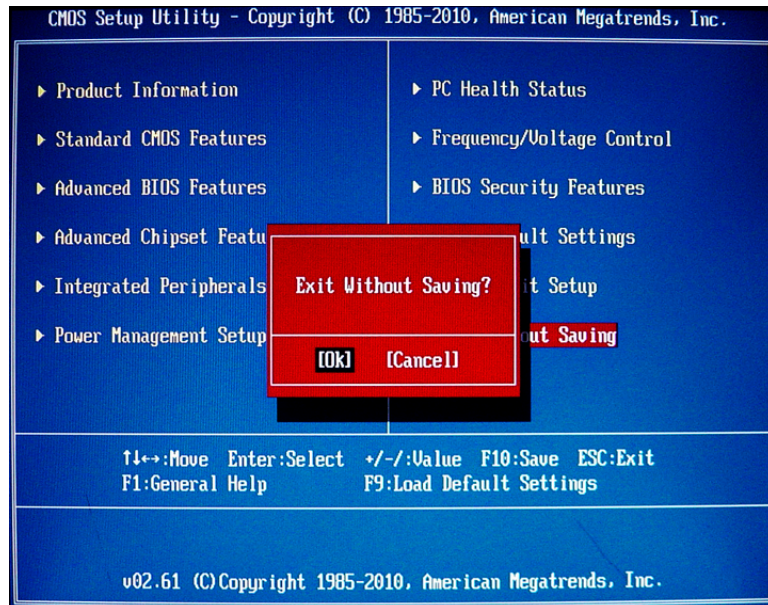 CMOS Setup Utility - Copyright (C) 1985-2010, American Megatrends, Inc.
Product Information
Standard CMOS Features
Advanced BIOS Features
Advanced Chipset Featu
Integrated Peripherals
Power Management Setup
PC Health Status
Frequency/Voltage Control
BIOS Security Features
ult Settings
it Setup
out Saving
Exit Without Saving?
[Ok] [Cancel]
↑↓←→:Move Enter:Select +/-/:Value F10:Save ESC:Exit
F1:General Help F9:Load Default Settings
v02.61 (C)Copyright 1985-2010, American Megatrends, Inc.